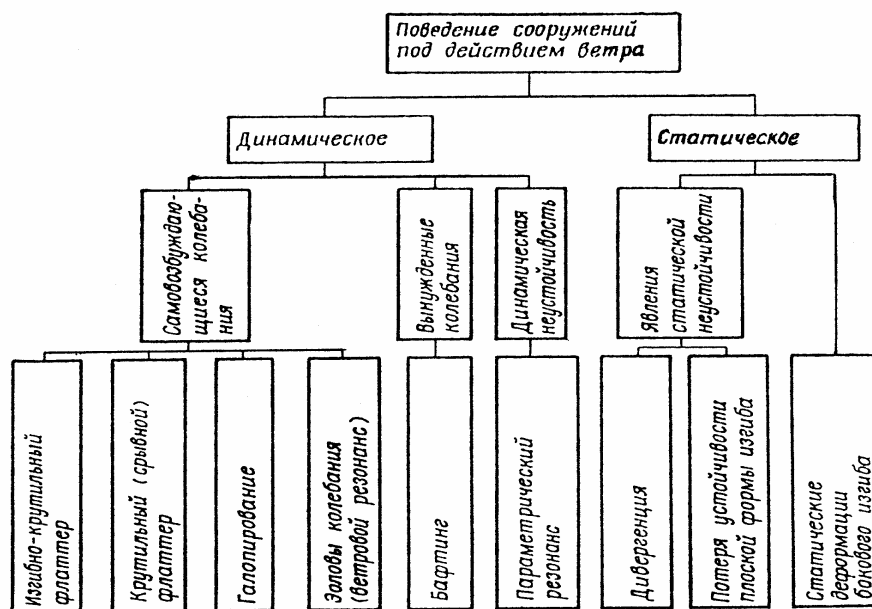 Поведение сооружений
под действием ветра
Динамическое
Статическое
Самовозбуждаю-
щиеся колеба-
ния
Вынужденные
колебания
Динамическая
неустойчивость
Явления
статической
неустойчивости
Изгибно-крутильный
флаттер
Крутильный (срывной)
флаттер
Галопирование
Эоловы колебания
(ветровой резонанс)
Бафтинг
Параметрический
резонанс
Дивергенция
Потеря устойчивости
плоской формы изгиба
Статические
деформации
бокового изгиба